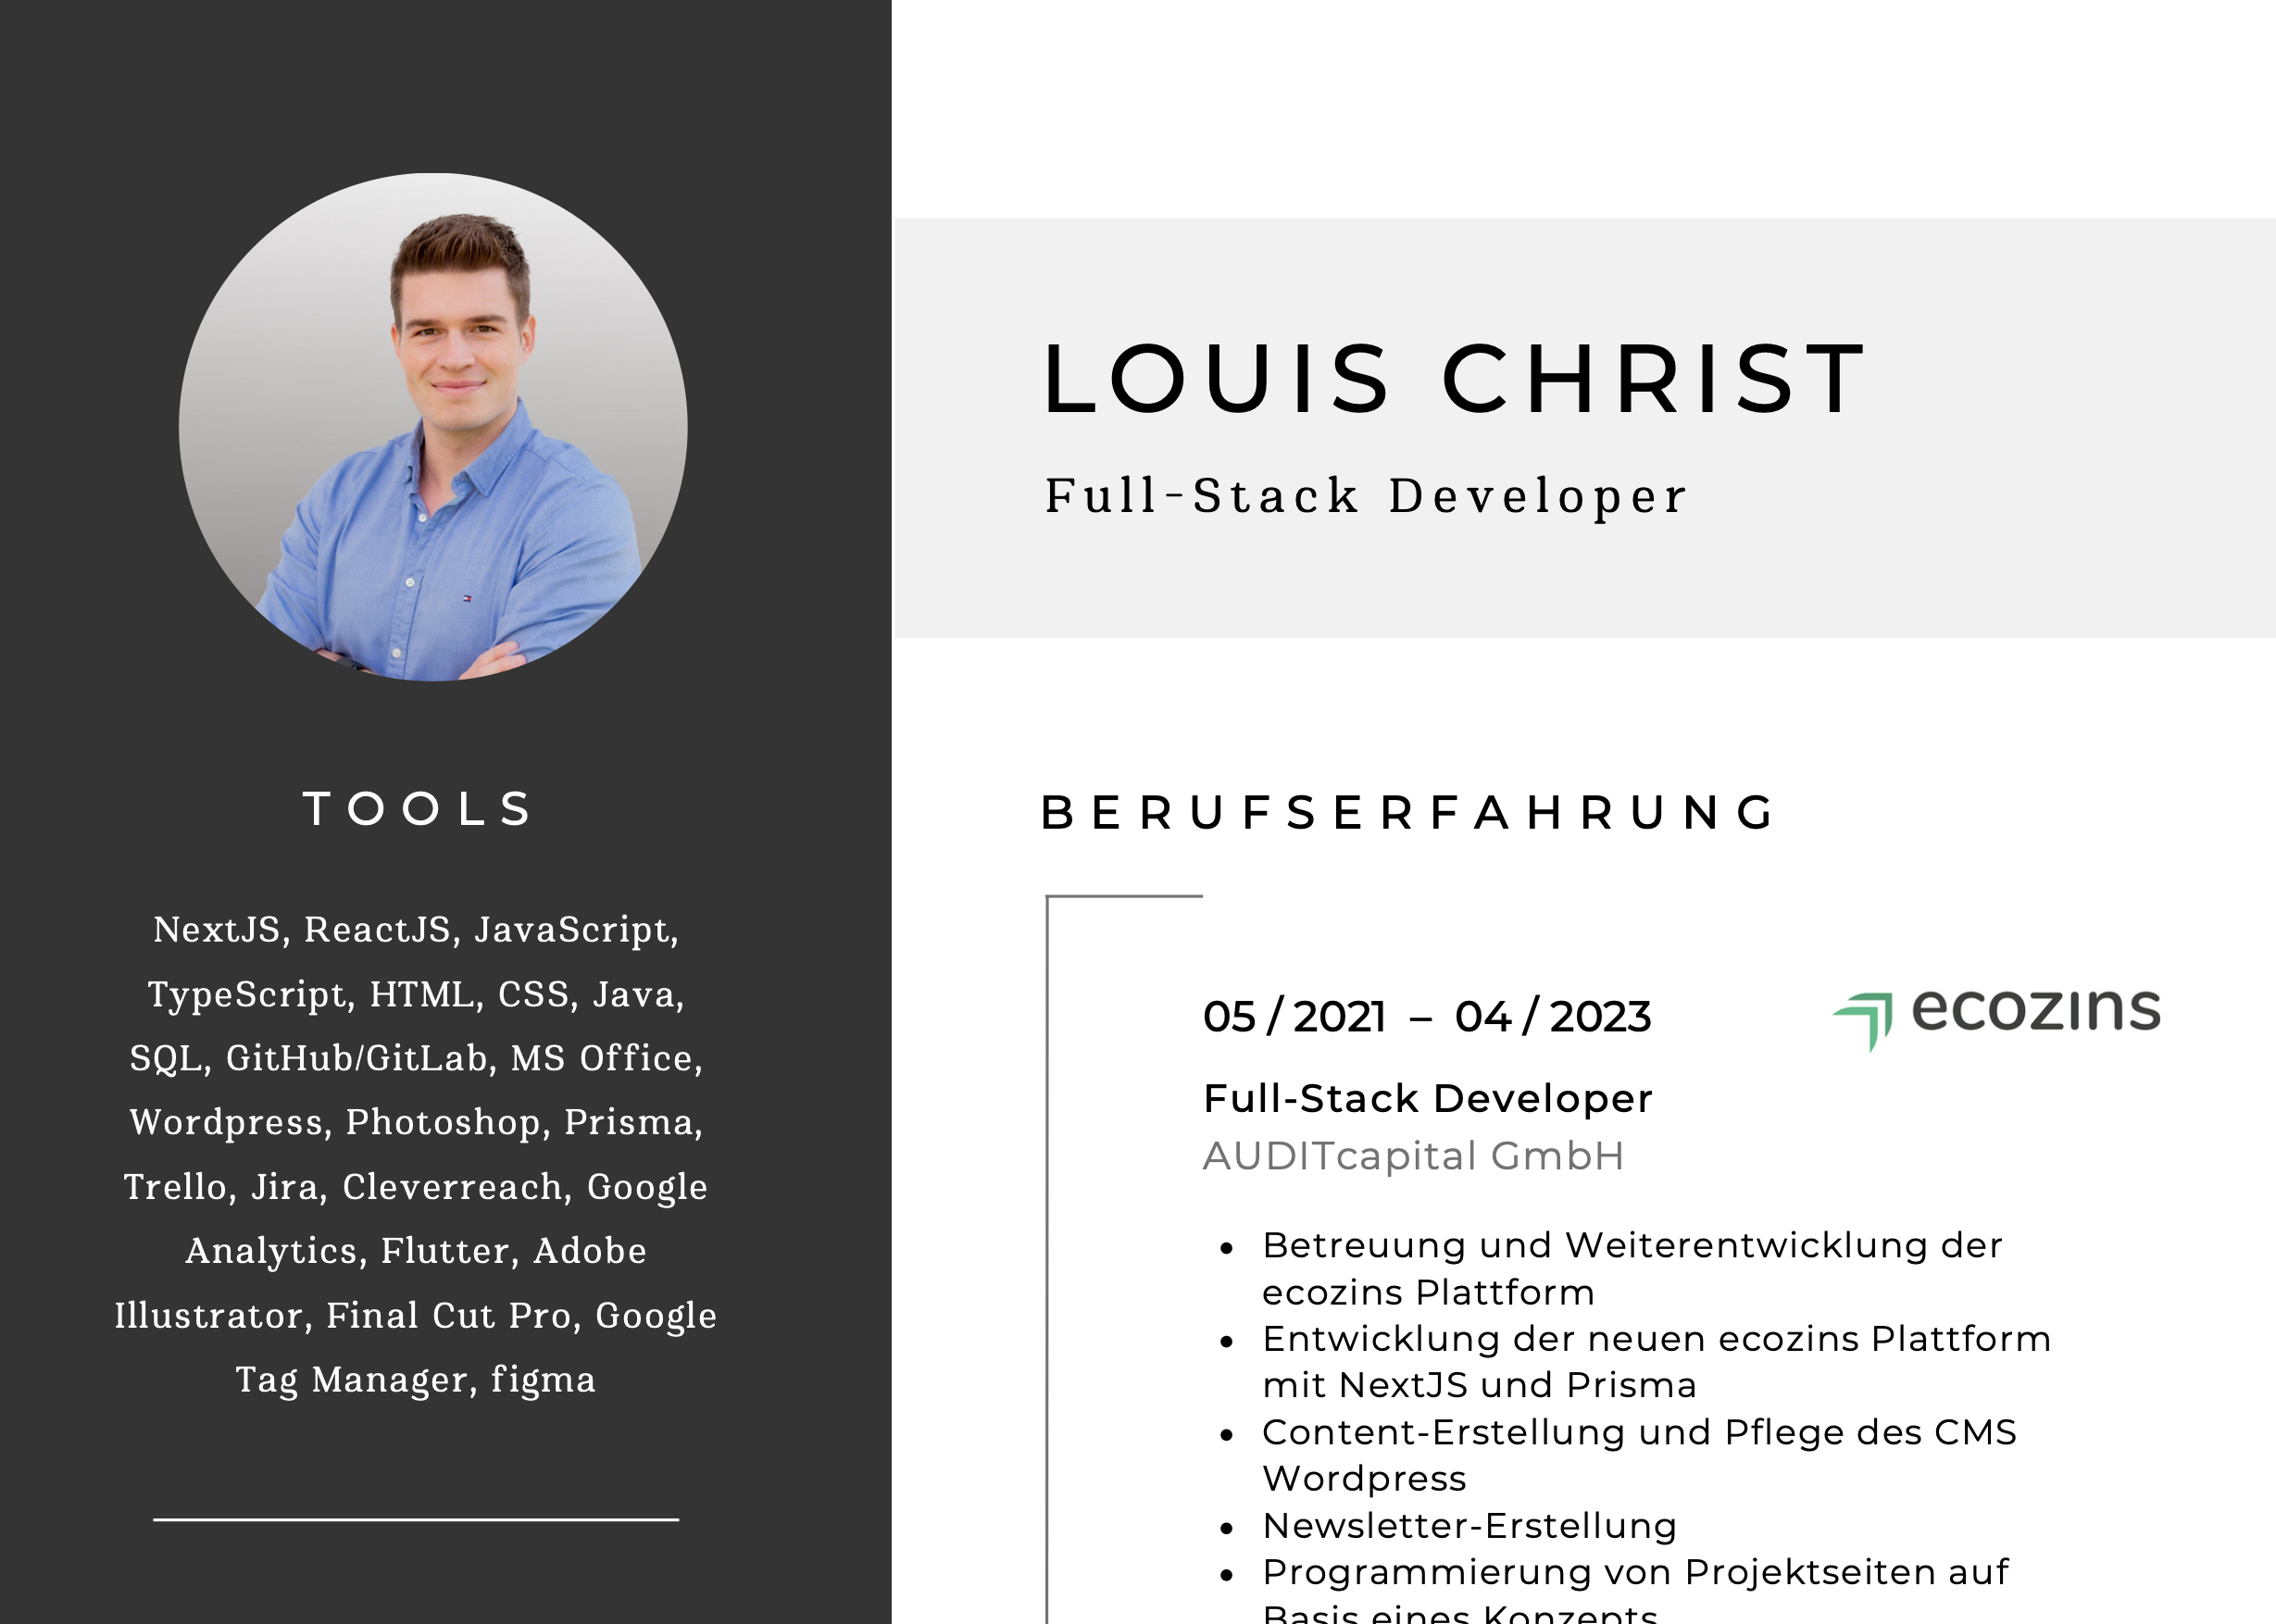 TOOLS
NextJS, ReactJS, JavaScript,
TypeScript, HTML, CSS, Java,
SQL, GitHub/GitLab, MS Office,
Wordpress, Photoshop, Prisma,
Trello, Jira, Cleverreach, Google
Analytics, Flutter, Adobe
Illustrator, Final Cut Pro, Google
Tag Manager, figma
LOUIS CHRIST
Full-Stack Developer
BERUFSERFAHRUNG
05 / 2021 – 04 / 2023
ecozins
Full-Stack Developer
AUDITcapital GmbH
• Betreuung und Weiterentwicklung der
ecozins Plattform
• Entwicklung der neuen ecozins Plattform
mit NextJS und Prisma
• Content-Erstellung und Pflege des CMS
Wordpress
• Newsletter-Erstellung
• Programmierung von Projektseiten auf
Basis eines Konzepts